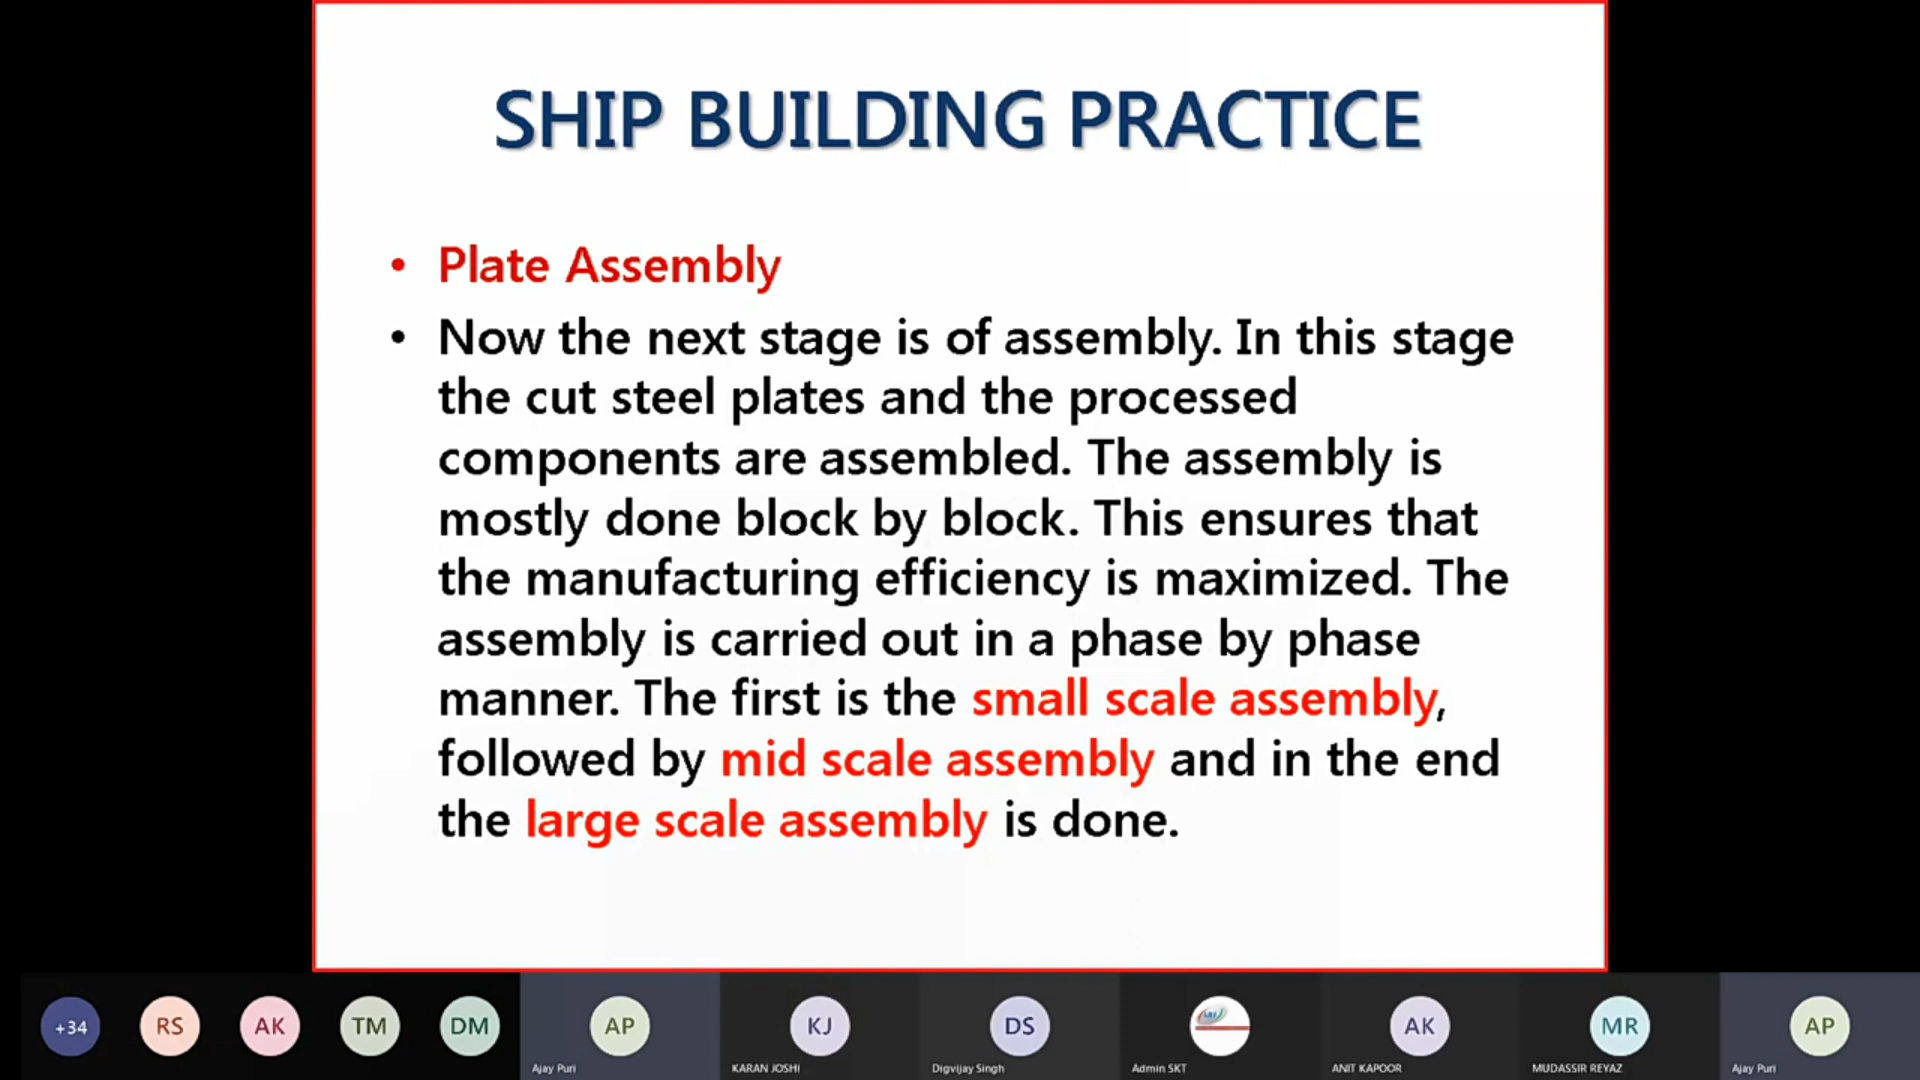 SHIP BUILDING PRACTICE
• Plate Assembly
• Now the next stage is of assembly. In this stage
the cut steel plates and the processed
components are assembled. The assembly is
mostly done block by block. This ensures that
the manufacturing efficiency is maximized. The
assembly is carried out in a phase by phase
manner. The first is the small scale assembly,
followed by mid scale assembly and in the end
the large scale assembly is done.
+34
RS
AK
TM
DM
AP
KJ
DS
AK
MR
AP
Ajay Puri
KARAN JOSHI
Digvijay Singh
Admin SKT
ANIT KAPOOR
MUDASSIR REYAZ
Ajay Puri